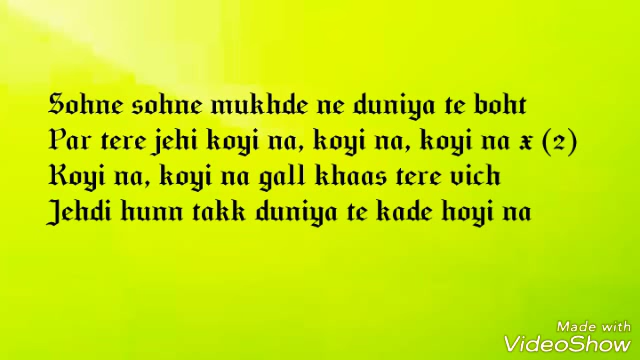 Sohne sohne mukhde ne duniya te boht
Par tere jehi koyi na, koyi na, koyi na x (2)
Koyi na, koyi na gall khaas tere vich
Jehdi hunn takk duniya te kade hoyi na
Made with
VideoShow